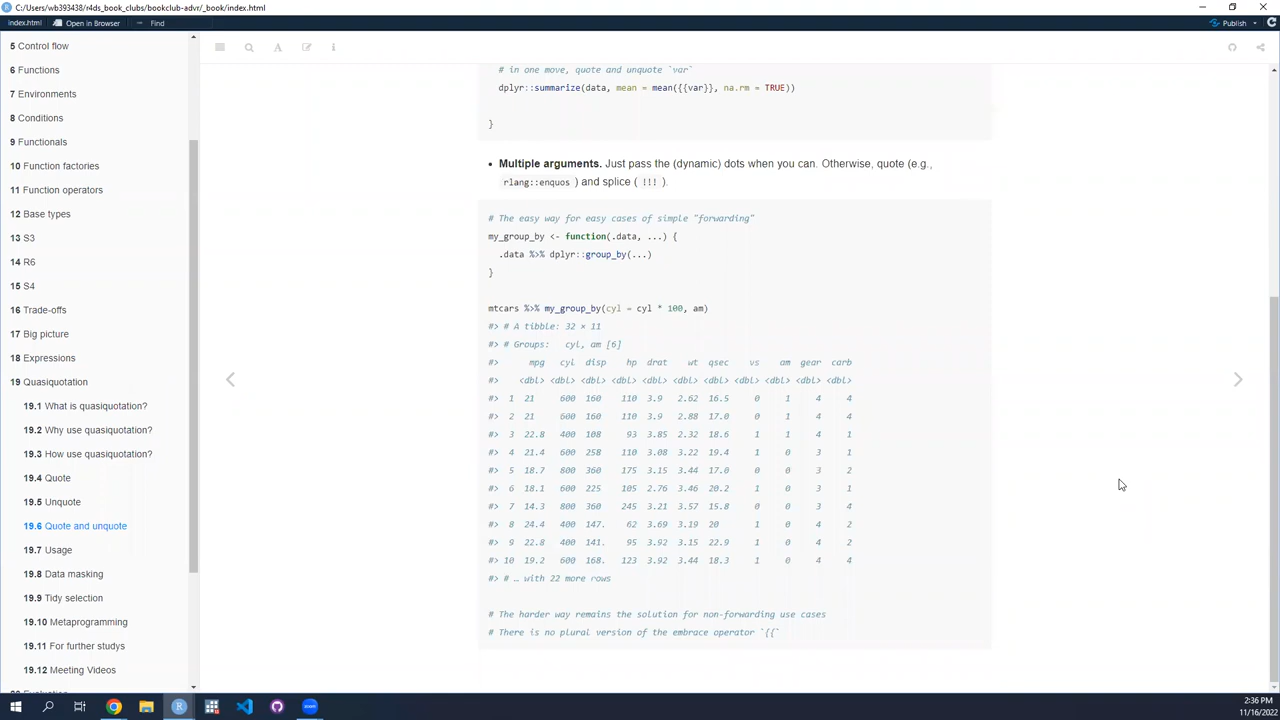 C:/Users/wb393438/r4ds_book_clubs/bookclub-advr/_book/index.html
index.html
Open in Browser
Find
Publish
5 Control flow
6 Functions
7 Environments
8 Conditions
9 Functionals
10 Function factories
11 Function operators
12 Base types
13 S3
14 R6
15 S4
16 Trade-offs
17 Big picture
18 Expressions
19 Quasiquotation
19.1 What is quasiquotation?
19.2 Why use quasiquotation?
19.3 How use quasiquotation?
19.4 Quote
19.5 Unquote
19.6 Quote and unquote
19.7 Usage
19.8 Data masking
19.9 Tidy selection
19.10 Metaprogramming
19.11 For further studys
19.12 Meeting Videos
# in one move, quote and unquote `var`
dplyr::summarize(data, mean = mean({{var}}, na.rm = TRUE))
}
• Multiple arguments. Just pass the (dynamic) dots when you can. Otherwise, quote (e.g.,
rlang::enquos ) and splice ( !!! ).
# The easy way for easy cases of simple "forwarding"
my_group_by <- function(.data, ...) {
.data %>% dplyr::group_by(...)
}
mtcars %>% my_group_by(cyl = cyl * 100, am)
#> # A tibble: 32 × 11
#> # Groups: cyl, am [6]
#> mpg cyl disp hp drat wt qsec vs am gear carb
#> <dbl> <dbl> <dbl> <dbl> <dbl> <dbl> <dbl> <dbl> <dbl> <dbl> <dbl>
#> 1 21 600 160 110 3.9 2.62 16.5 0 1 4 4
#> 2 21 600 160 110 3.9 2.88 17.0 0 1 4 4
#> 3 22.8 400 108 93 3.85 2.32 18.6 1 1 4 1
#> 4 21.4 600 258 110 3.08 3.22 19.4 1 0 3 1
#> 5 18.7 800 360 175 3.15 3.44 17.0 0 0 3 2
#> 6 18.1 600 225 105 2.76 3.46 20.2 1 0 3 1
#> 7 14.3 800 360 245 3.21 3.57 15.8 0 0 3 4
#> 8 24.4 400 147. 62 3.69 3.19 20 1 0 4 2
#> 9 22.8 400 141. 95 3.92 3.15 22.9 1 0 4 2
#> 10 19.2 600 168. 123 3.92 3.44 18.3 1 0 4 4
#> # … with 22 more rows
# The harder way remains the solution for non-forwarding use cases
# There is no plural version of the embrace operator `{{`
2:36 PM
11/16/2022